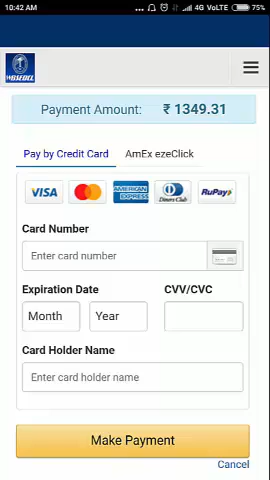 10:42 AM ... 4G VoLTE 75%
WBSEDCL
Payment Amount: ₹ 1349.31
Pay by Credit Card AmEx ezeClick
VISA MasterCard AMERICAN EXPRESS Diners Club RuPay
Card Number
Enter card number
Expiration Date CVV/CVC
Month Year
Card Holder Name
Enter card holder name
Make Payment
Cancel